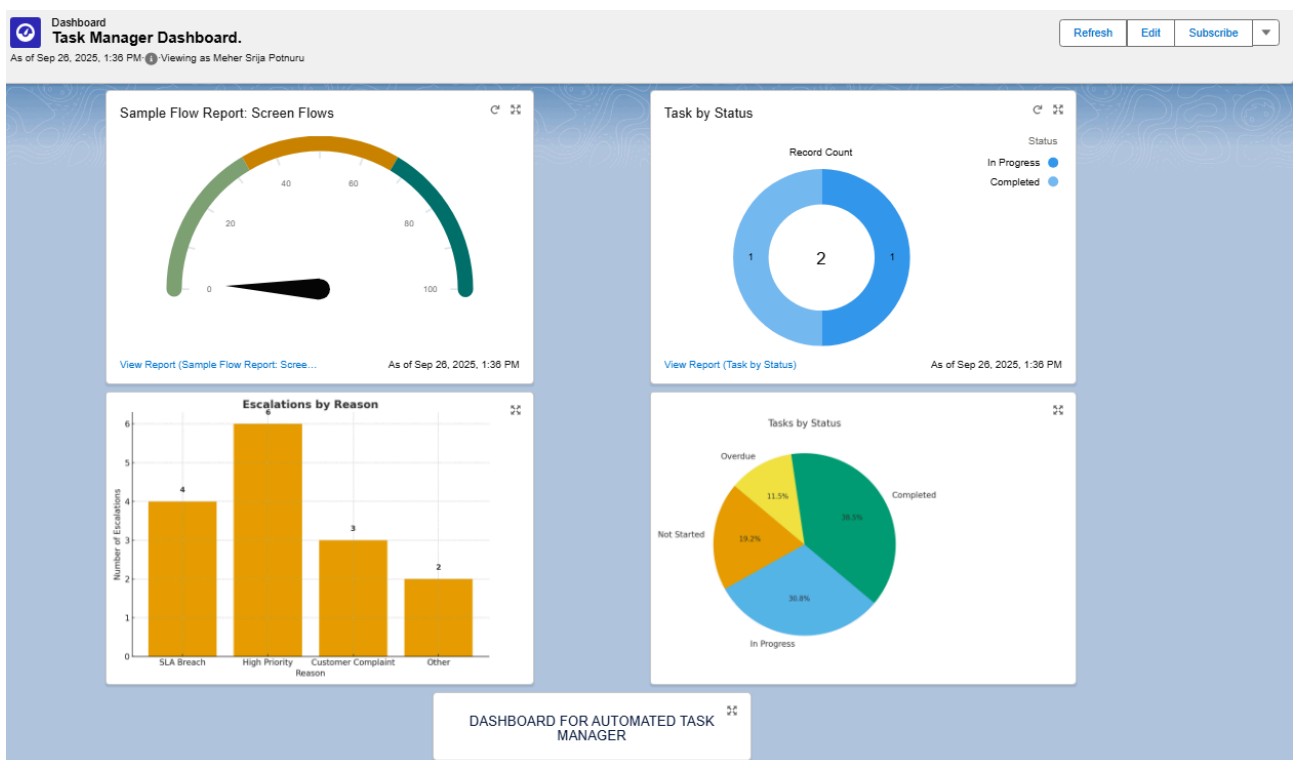 Dashboard
Task Manager Dashboard.
As of Sep 26, 2025, 1:36 PM·Viewing as Meher Srija Potnuru
Refresh
Edit
Subscribe
Sample Flow Report: Screen Flows
0
20
40
60
80
100
View Report (Sample Flow Report: Scree...
As of Sep 26, 2025, 1:36 PM
Task by Status
Record Count
Status
In Progress
Completed
1
2
1
View Report (Task by Status)
As of Sep 26, 2025, 1:36 PM
Escalations by Reason
Number of Escalations
6
5
4
3
2
1
0
4
6
3
2
SLA Breach
High Priority
Customer Complaint
Other
Reason
Tasks by Status
Overdue
11.5%
Completed
38.5%
Not Started
19.2%
30.8%
In Progress
DASHBOARD FOR AUTOMATED TASK
MANAGER